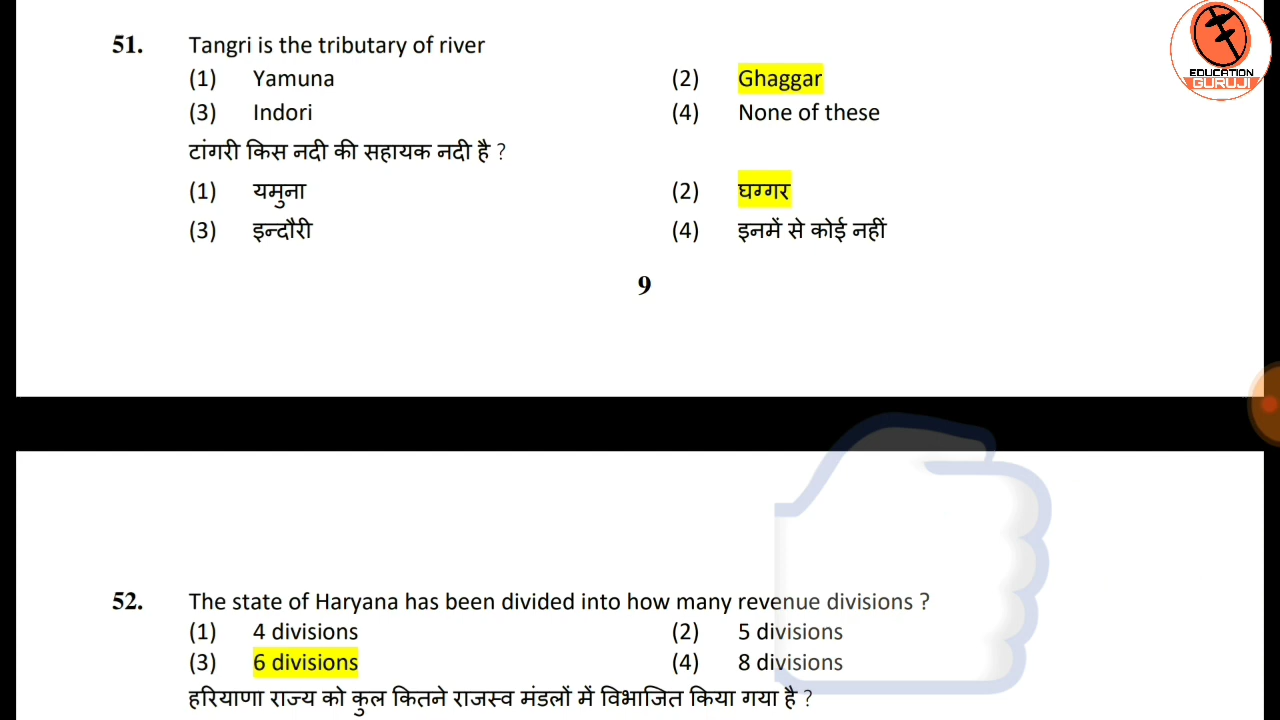 51. Tangri is the tributary of river
(1) Yamuna (2) Ghaggar
(3) Indori (4) None of these
टांगरी किस नदी की सहायक नदी है ?
(1) यमुना (2) घग्गर
(3) इन्दौरी (4) इनमें से कोई नहीं
9
52. The state of Haryana has been divided into how many revenue divisions ?
(1) 4 divisions (2) 5 divisions
(3) 6 divisions (4) 8 divisions
हरियाणा राज्य को कुल कितने राजस्व मंडलों में विभाजित किया गया है ?
EDUCATION
GURUJI